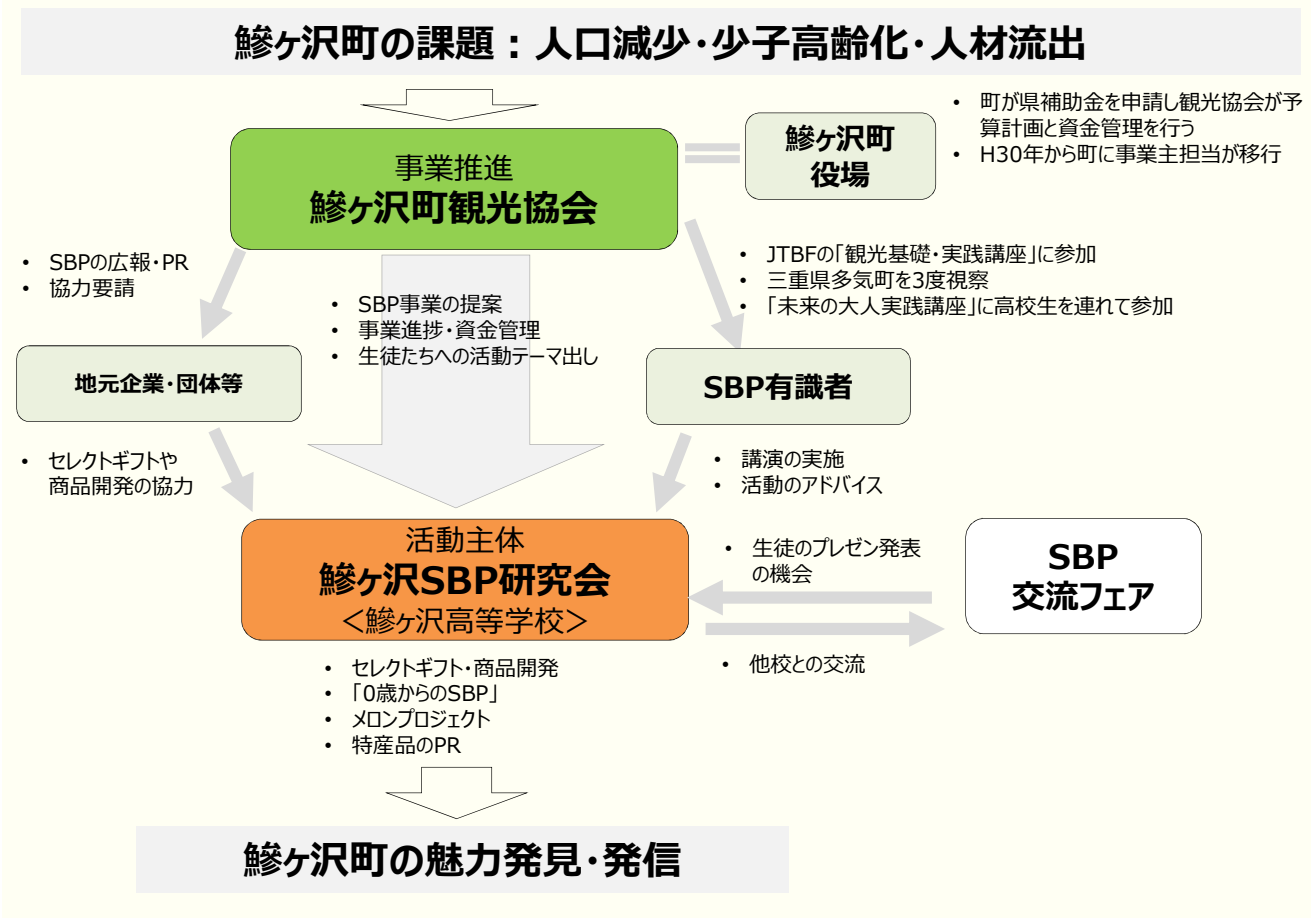 鰺ヶ沢町の課題：人口減少･少子高齢化･人材流出
事業推進
鰺ヶ沢町観光協会
鰺ヶ沢町
役場
• 町が県補助金を申請し観光協会が予
算計画と資金管理を行う
• H30年から町に事業主担当が移行
• SBPの広報･PR
• 協力要請
• SBP事業の提案
• 事業進捗･資金管理
• 生徒たちへの活動テーマ出し
• JTBFの｢観光基礎･実践講座｣に参加
• 三重県多気町を3度視察
• ｢未来の大人実践講座｣に高校生を連れて参加
地元企業･団体等
SBP有識者
• セレクトギフトや
商品開発の協力
• 講演の実施
• 活動のアドバイス
活動主体
鰺ヶ沢SBP研究会
＜鰺ヶ沢高等学校＞
• 生徒のプレゼン発表
の機会
SBP
交流フェア
• 他校との交流
• セレクトギフト･商品開発
• ｢0歳からのSBP｣
• メロンプロジェクト
• 特産品のPR
鰺ヶ沢町の魅力発見･発信